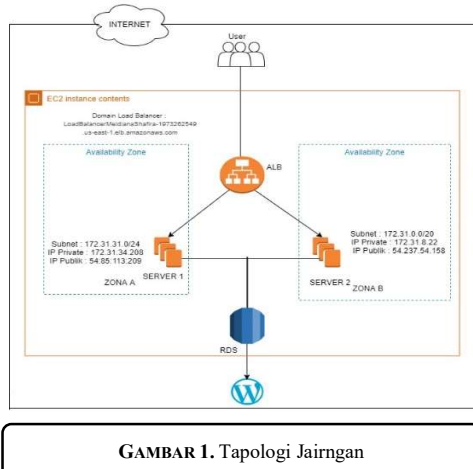 INTERNET
User
EC2 instance contents
Domain Load Balancer :
LoadBalancerMeidianaShafira-1973262549
.us-east-1.elb.amazonaws.com
Availability Zone
Availability Zone
ALB
Subnet : 172.31.31.0/24
IP Private : 172.31.34.208
IP Publik : 54.85.113.209
SERVER 1
ZONA A
Subnet : 172.31.0.0/20
IP Private : 172.31.8.22
IP Publik : 54.237.54.158
SERVER 2
ZONA B
RDS
GAMBAR 1. Tapologi Jairngan